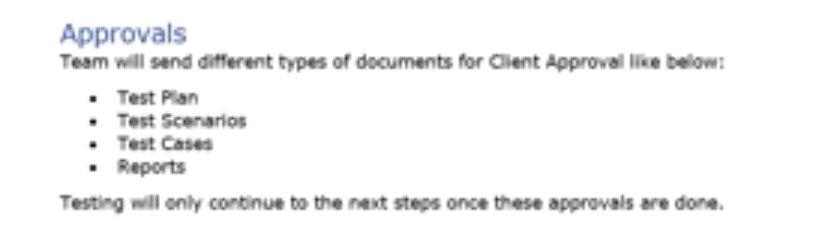 Approvals
Team will send different types of documents for Client Approval like below:
• Test Plan
• Test Scenarios
• Test Cases
• Reports
Testing will only continue to the next steps once these approvals are done.